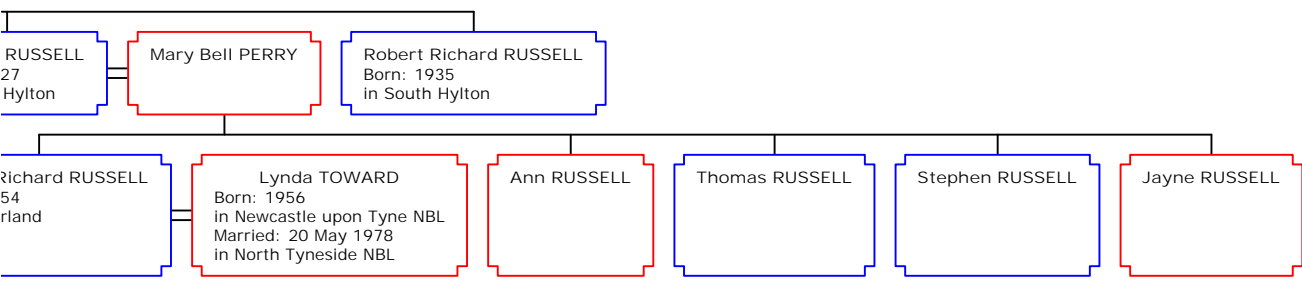 RUSSELL
27
Hylton
Mary Bell PERRY
Robert Richard RUSSELL
Born: 1935
in South Hylton
Richard RUSSELL
54
rland
Lynda TOWARD
Born: 1956
in Newcastle upon Tyne NBL
Married: 20 May 1978
in North Tyneside NBL
Ann RUSSELL
Thomas RUSSELL
Stephen RUSSELL
Jayne RUSSELL